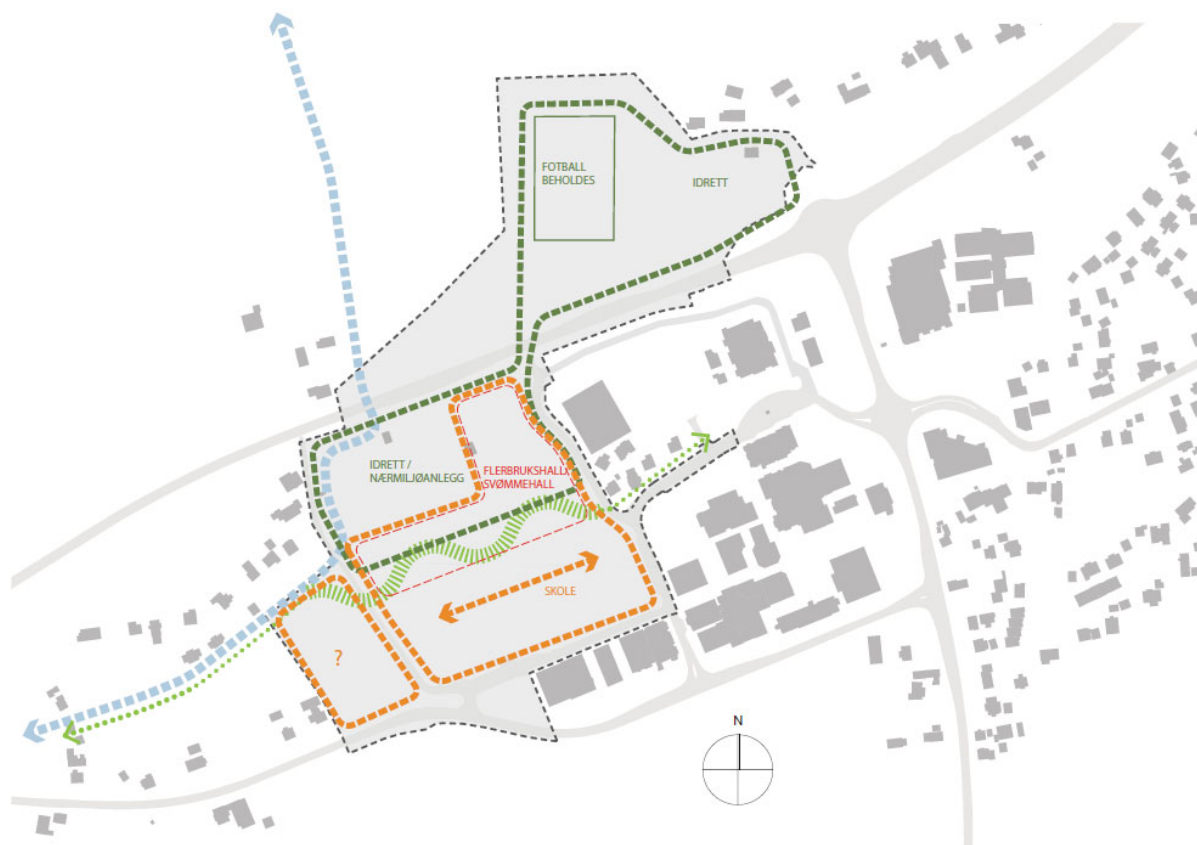 FOTBALL
BEHOLDES
IDRETT
IDRETT /
NÆRMILJØANLEGG
FLERBRUKSHALL/
SVØMMEHALL
SKOLE
?
N